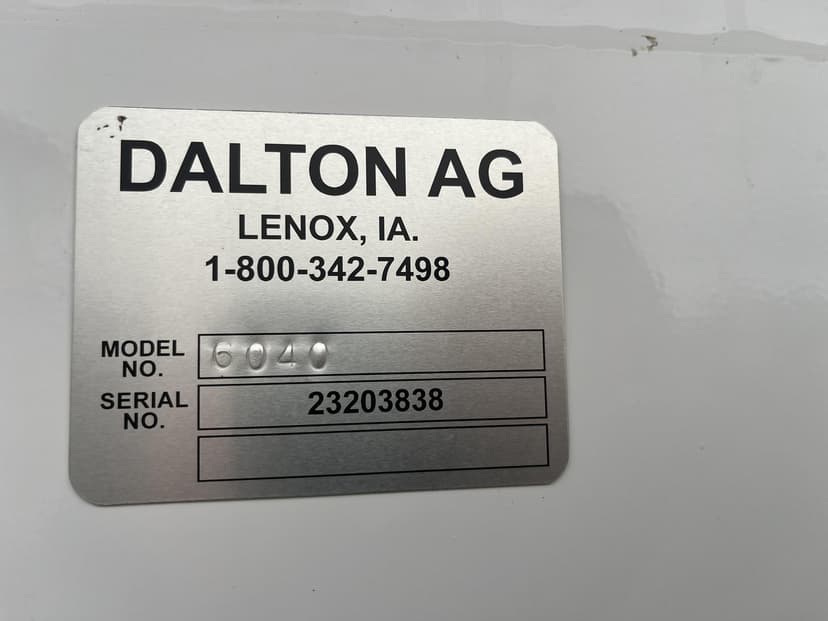 DALTON AG
LENOX, IA.
1-800-342-7498
MODEL NO. 6040
SERIAL NO. 23203838